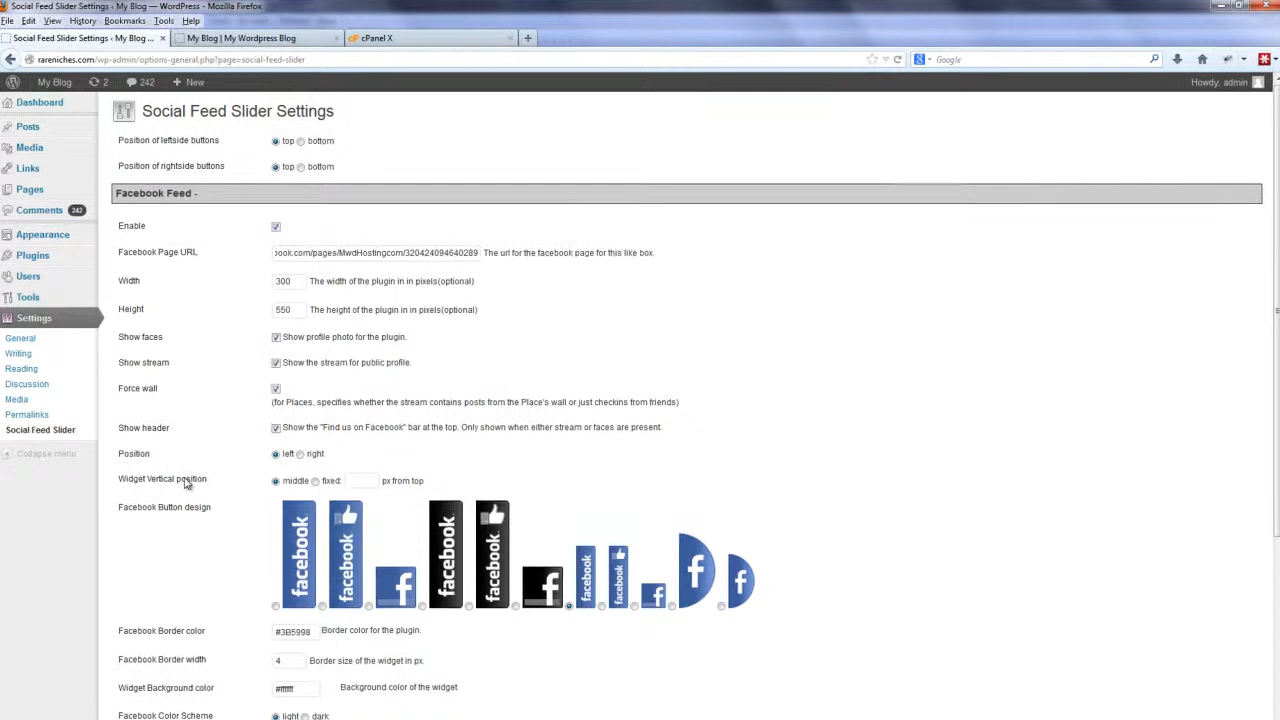 Social Feed Slider Settings ‹ My Blog — WordPress - Mozilla Firefox
File Edit View History Bookmarks Tools Help
Social Feed Slider Settings ‹ My Blog ... × My Blog | My Wordpress Blog × cP cPanel X × +
rareniches.com/wp-admin/options-general.php?page=social-feed-slider Google
My Blog 2 242 + New Howdy, admin
Dashboard
Posts
Media
Links
Pages
Comments 242
Appearance
Plugins
Users
Tools
Settings
General
Writing
Reading
Discussion
Media
Permalinks
Social Feed Slider
Collapse menu
Social Feed Slider Settings
Position of leftside buttons top bottom
Position of rightside buttons top bottom
Facebook Feed -
Enable
Facebook Page URL book.com/pages/MwdHostingcom/320424094640289 The url for the facebook page for this like box.
Width 300 The width of the plugin in in pixels(optional)
Height 550 The height of the plugin in in pixels(optional)
Show faces Show profile photo for the plugin.
Show stream Show the stream for public profile.
Force wall
(for Places, specifies whether the stream contains posts from the Place's wall or just checkins from friends)
Show header Show the "Find us on Facebook" bar at the top. Only shown when either stream or faces are present.
Position left right
Widget Vertical position middle fixed: px from top
Facebook Button design
facebook facebook f facebook facebook f facebook facebook f f f
Facebook Border color #3B5998 Border color for the plugin.
Facebook Border width 4 Border size of the widget in px.
Widget Background color #ffffff Background color of the widget
Facebook Color Scheme light dark